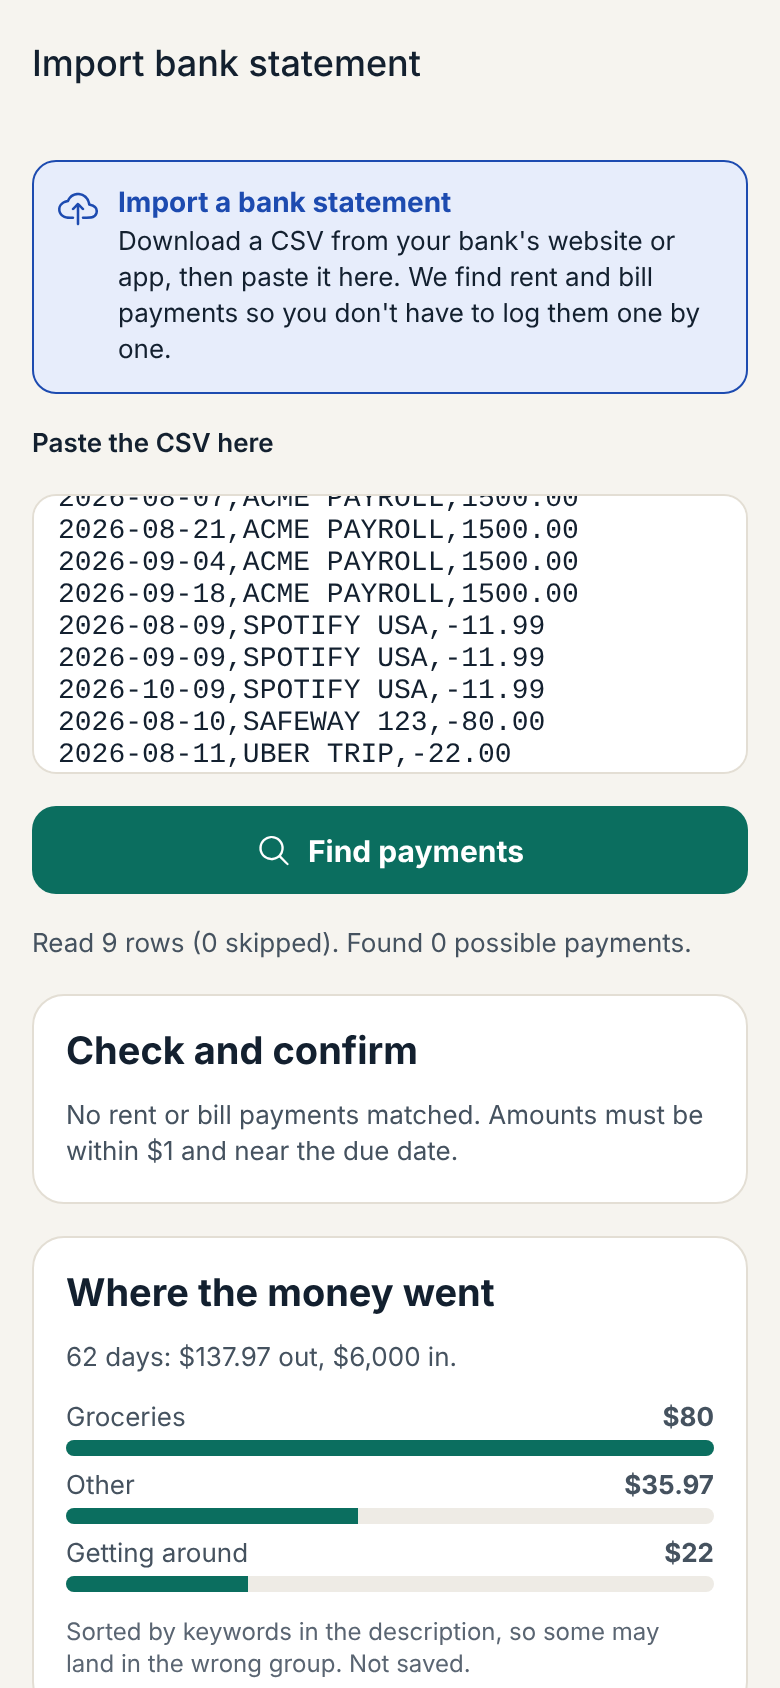 Import bank statement
Import a bank statement
Download a CSV from your bank's website or
app, then paste it here. We find rent and bill
payments so you don't have to log them one by
one.
Paste the CSV here
2026-08-07,ACME PAYROLL,1500.00
2026-08-21,ACME PAYROLL,1500.00
2026-09-04,ACME PAYROLL,1500.00
2026-09-18,ACME PAYROLL,1500.00
2026-08-09,SPOTIFY USA,-11.99
2026-09-09,SPOTIFY USA,-11.99
2026-10-09,SPOTIFY USA,-11.99
2026-08-10,SAFEWAY 123,-80.00
2026-08-11,UBER TRIP,-22.00
Find payments
Read 9 rows (0 skipped). Found 0 possible payments.
Check and confirm
No rent or bill payments matched. Amounts must be
within $1 and near the due date.
Where the money went
62 days: $137.97 out, $6,000 in.
Groceries $80
Other $35.97
Getting around $22
Sorted by keywords in the description, so some may
land in the wrong group. Not saved.